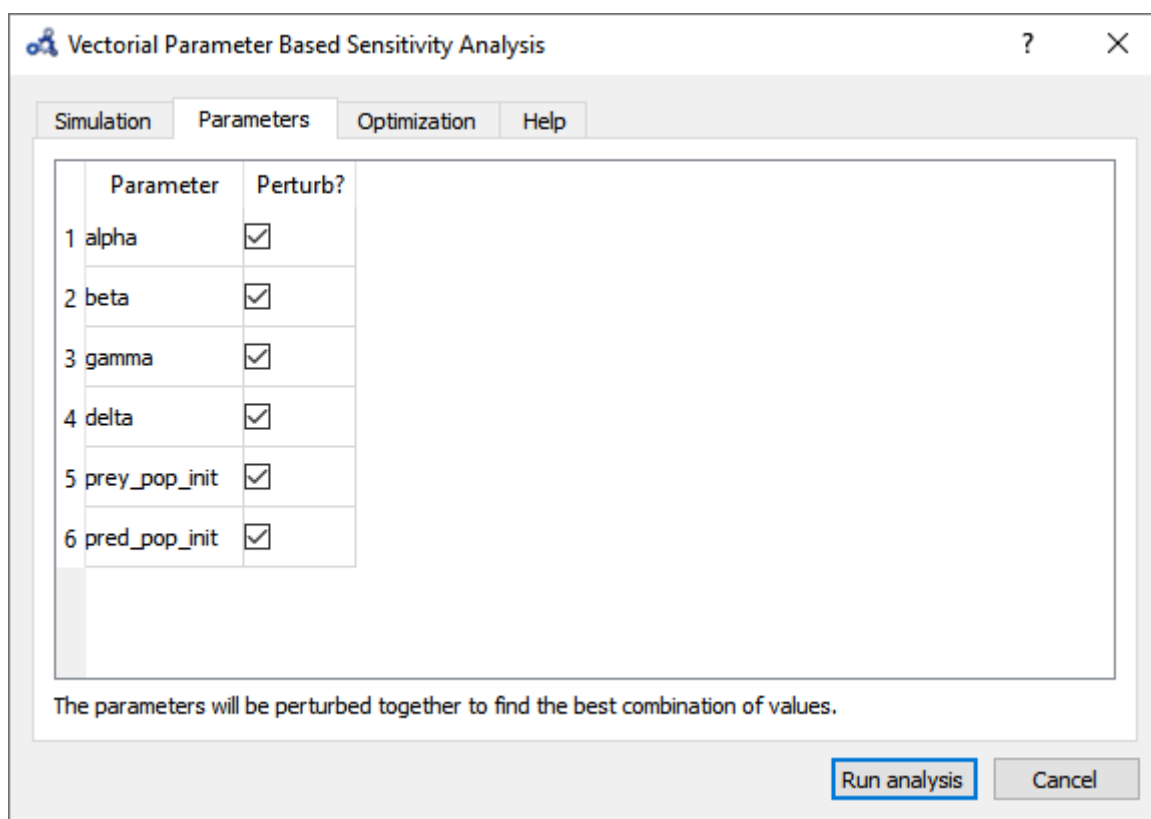 Vectorial Parameter Based Sensitivity Analysis ?
Simulation Parameters Optimization Help
Parameter Perturb?
1 alpha
2 beta
3 gamma
4 delta
5 prey_pop_init
6 pred_pop_init
The parameters will be perturbed together to find the best combination of values.
Run analysis Cancel